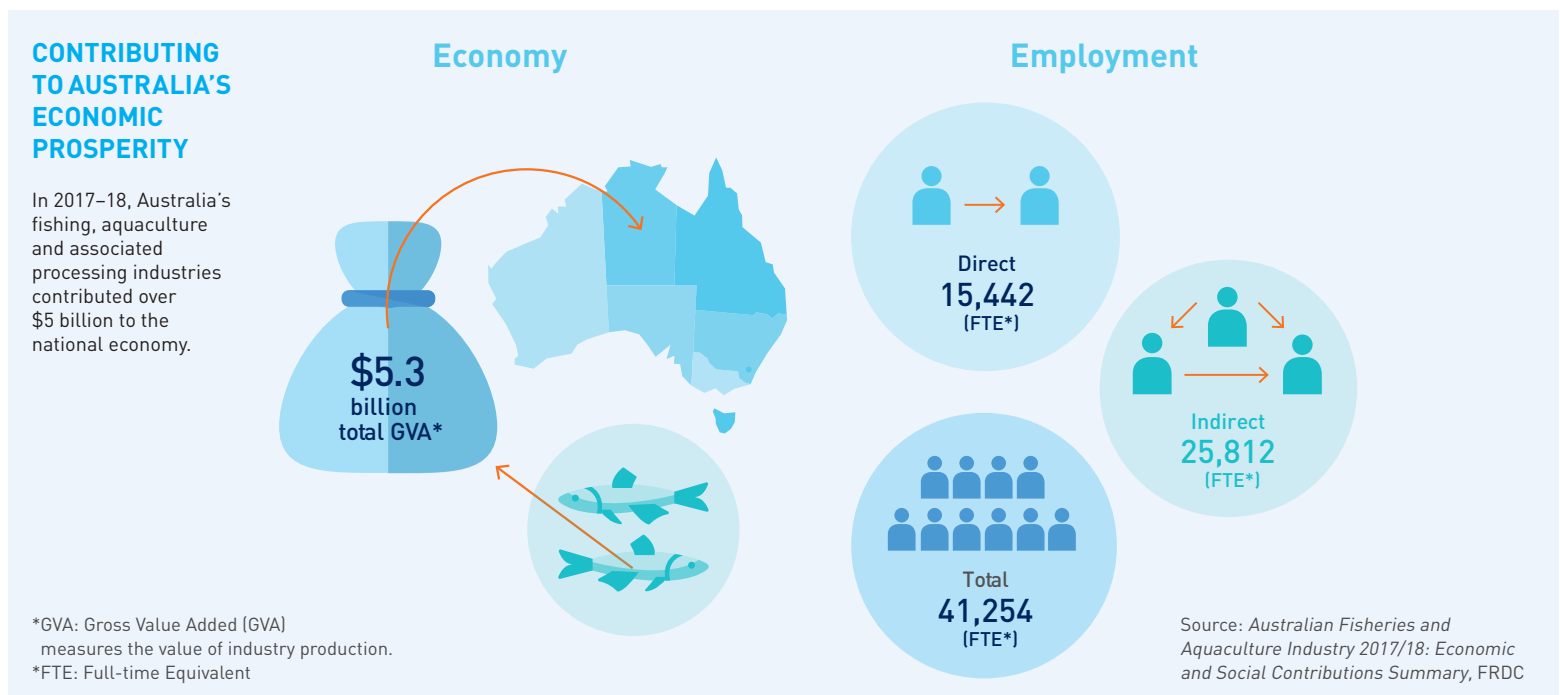 CONTRIBUTING
TO AUSTRALIA'S
ECONOMIC
PROSPERITY
In 2017–18, Australia's
fishing, aquaculture
and associated
processing industries
contributed over
$5 billion to the
national economy.
Economy
$5.3
billion
total GVA*
Employment
Direct
15,442
(FTE*)
Indirect
25,812
(FTE*)
Total
41,254
(FTE*)
*GVA: Gross Value Added (GVA)
measures the value of industry production.
*FTE: Full-time Equivalent
Source: Australian Fisheries and
Aquaculture Industry 2017/18: Economic
and Social Contributions Summary, FRDC